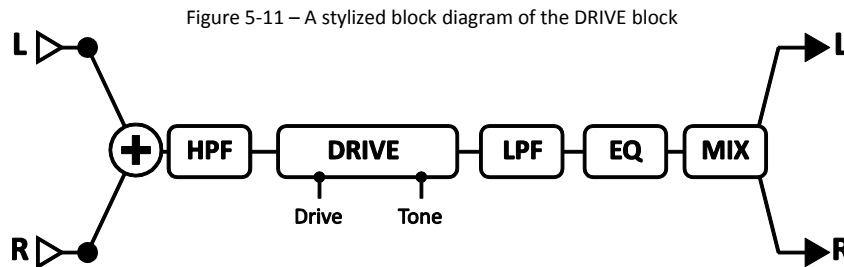 Figure 5-11 – A stylized block diagram of the DRIVE block
L L
+ HPF DRIVE LPF EQ MIX
Drive Tone
R R